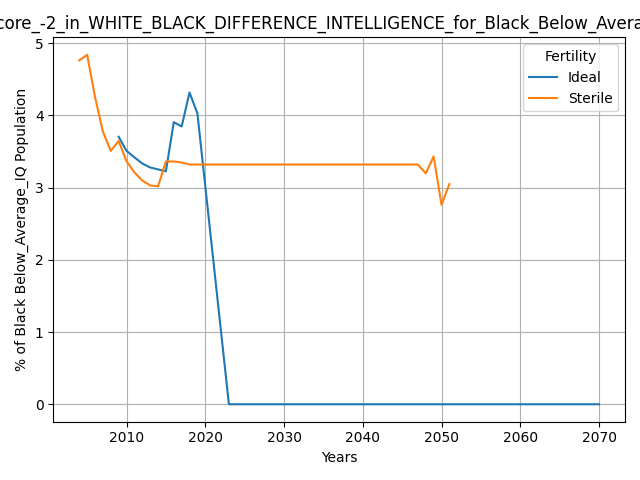 core_-2_in_WHITE_BLACK_DIFFERENCE_INTELLIGENCE_for_Black_Below_Avera
Fertility
Ideal
Sterile
% of Black Below_Average_IQ Population
5
4
3
2
1
0
2010 2020 2030 2040 2050 2060 2070
Years